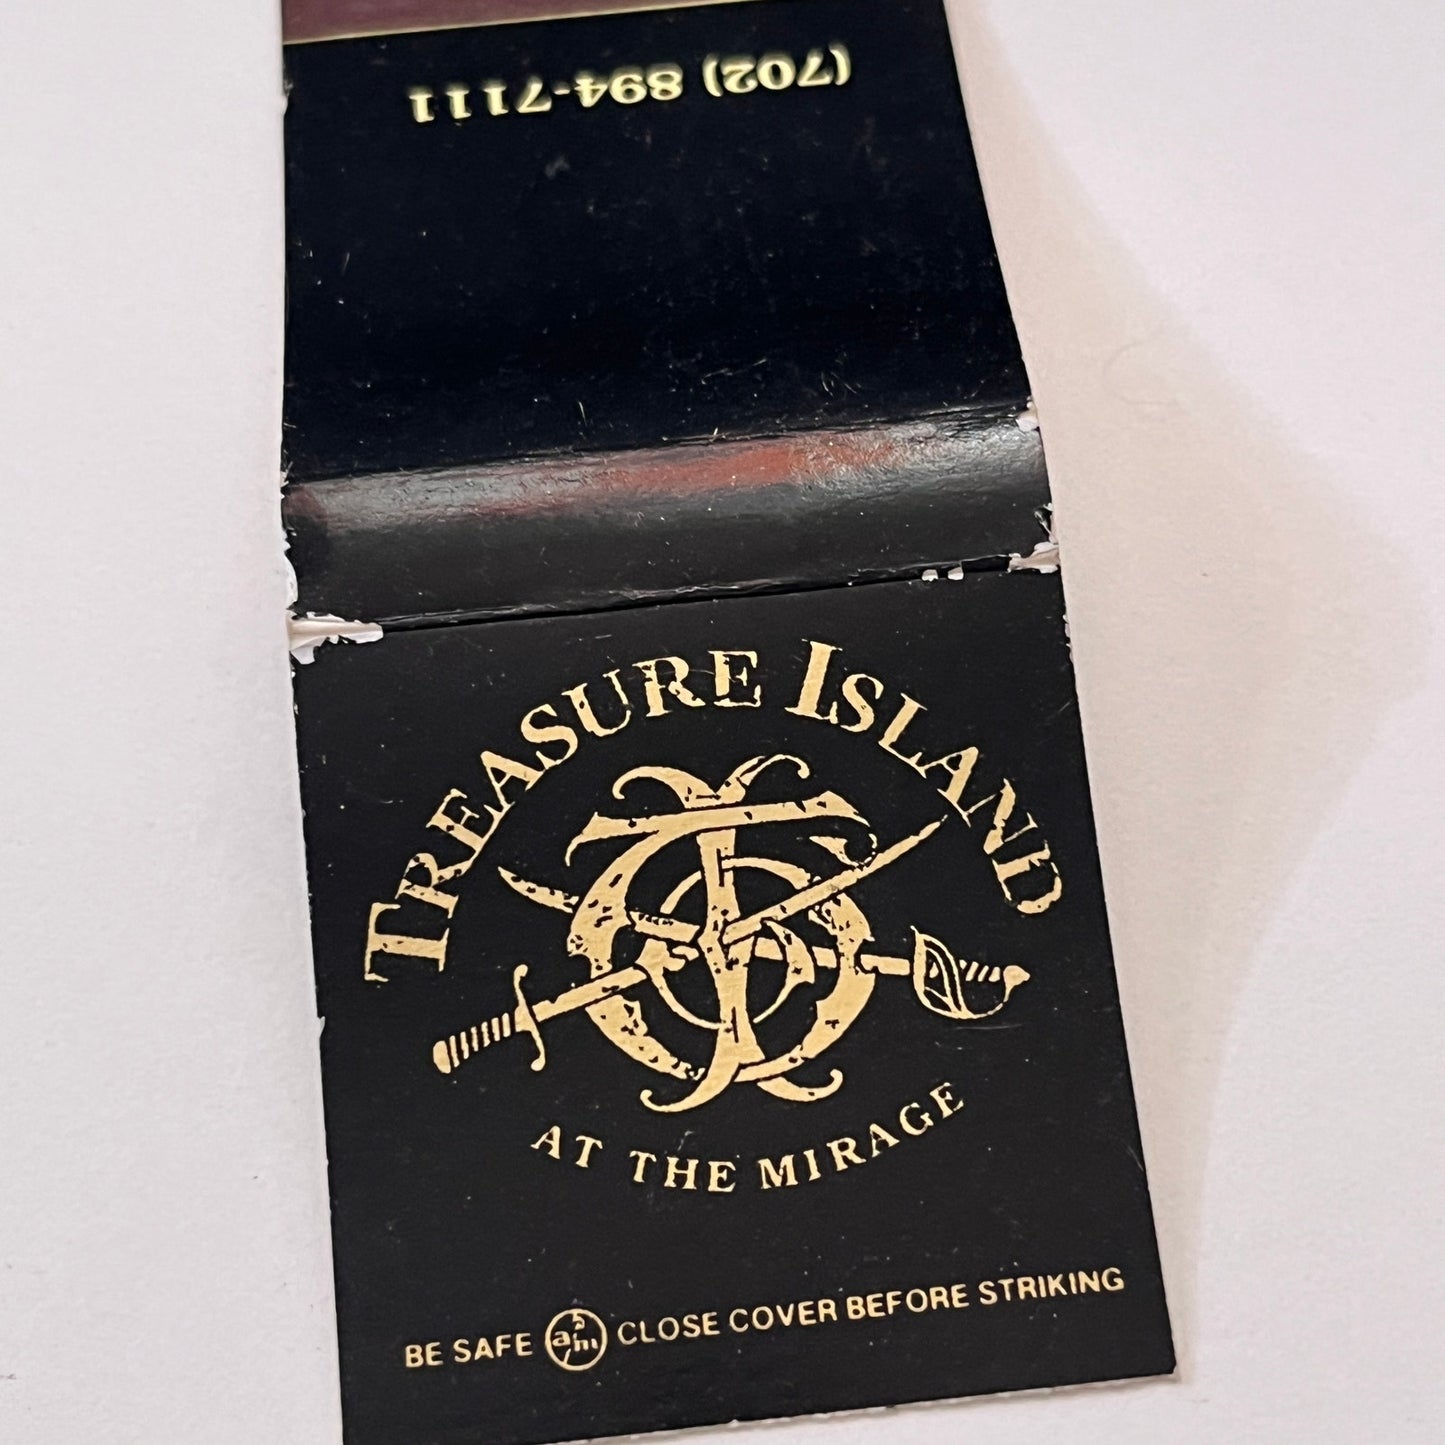 (702) 894-7111
TREASURE ISLAND
AT THE MIRAGE
BE SAFE CLOSE COVER BEFORE STRIKING